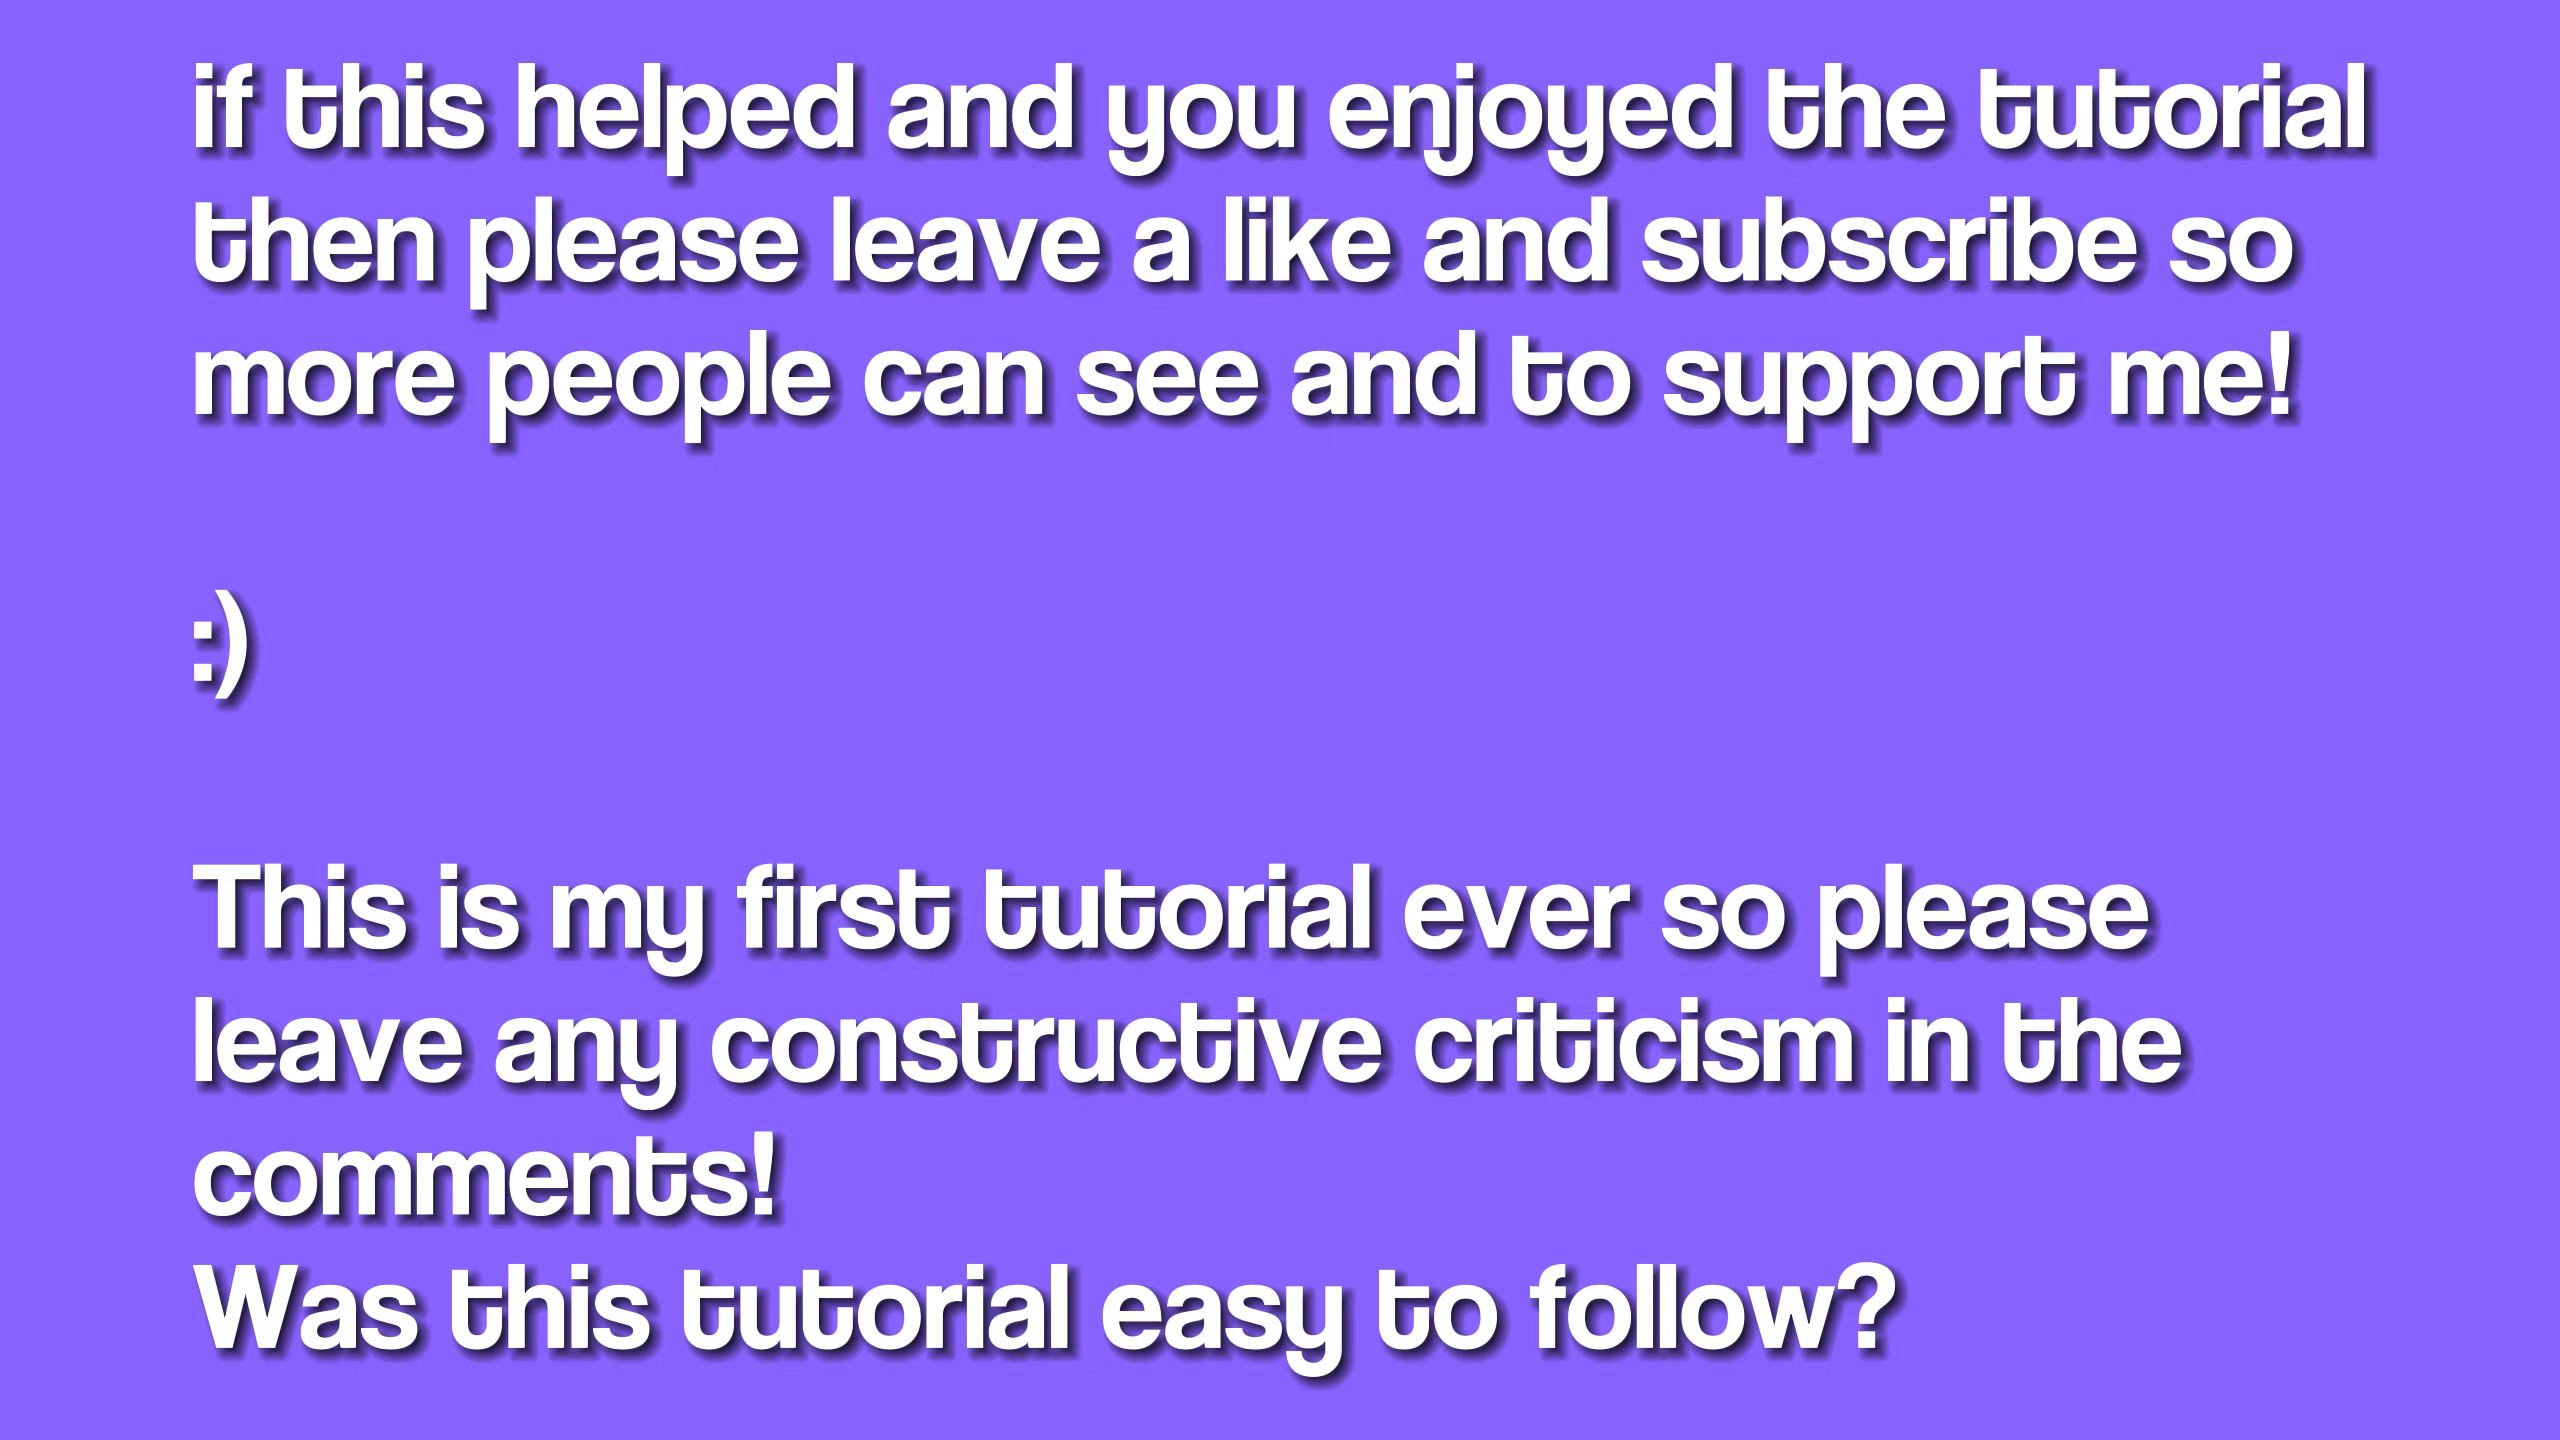 if this helped and you enjoyed the tutorial
then please leave a like and subscribe so
more people can see and to support me!
:)
This is my first tutorial ever so please
leave any constructive criticism in the
comments!
Was this tutorial easy to follow?